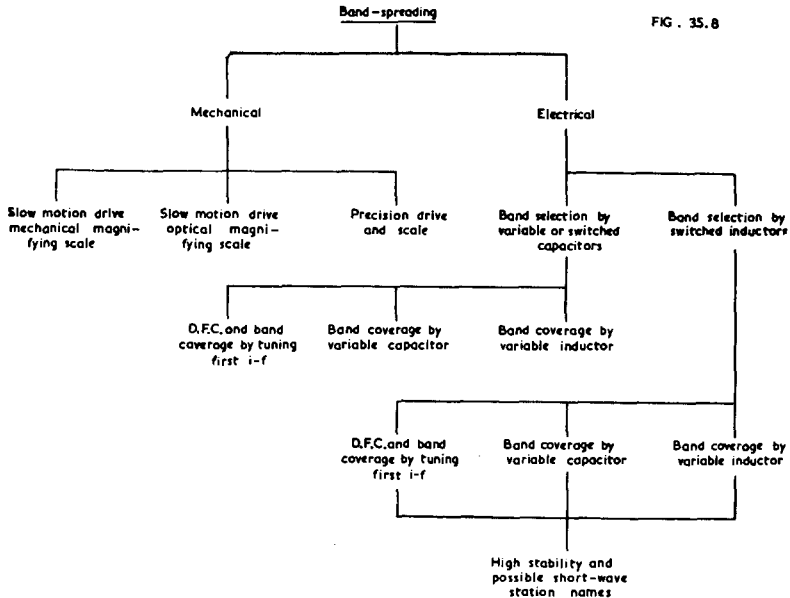 Band-spreading
FIG. 35.8
Mechanical
Electrical
Slow motion drive
mechanical magni-
fying scale
Slow motion drive
optical magni-
fying scale
Precision drive
and scale
Band selection by
variable or switched
capacitors
Band selection by
switched inductors
D.F.C. and band
caverage by tuning
first i-f
Band coverage by
variable capacitor
Band coverage by
variable inductor
D.F.C. and band
coverage by tuning
first i-f
Band coverage by
variable capacitor
Band coverage by
variable inductor
High stability and
possible short-wave
station names